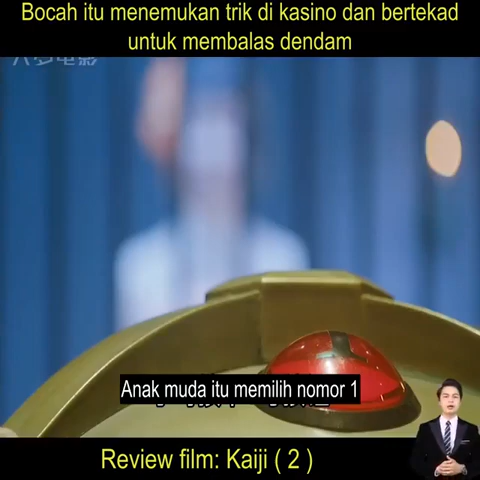 Bocah itu menemukan trik di kasino dan bertekad
untuk membalas dendam
Anak muda itu memilih nomor 1
Review film: Kaiji ( 2 )